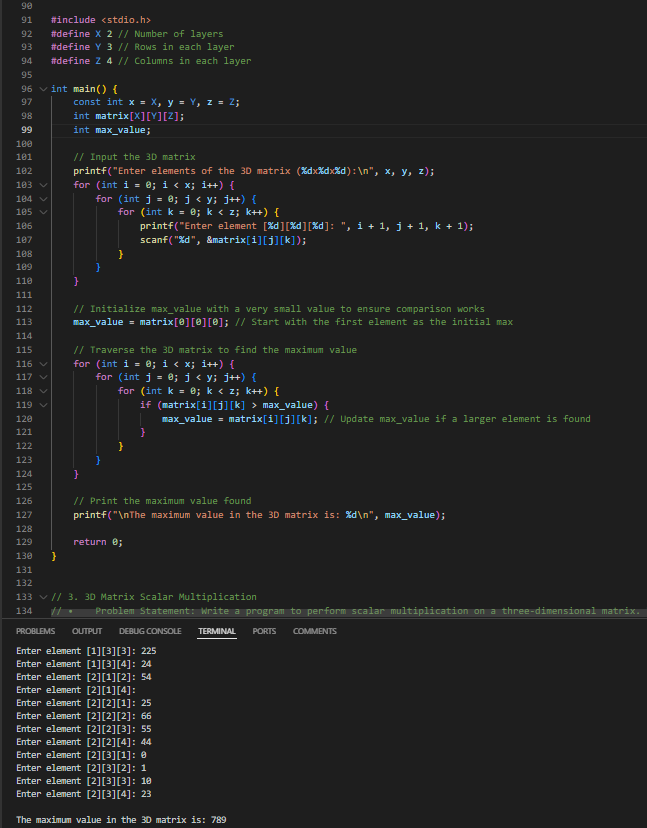 90
91 #include <stdio.h>
92 #define X 2 // Number of layers
93 #define Y 3 // Rows in each layer
94 #define Z 4 // Columns in each layer
95
96 int main() {
97     const int x = X, y = Y, z = Z;
98     int matrix[X][Y][Z];
99     int max_value;
100
101     // Input the 3D matrix
102     printf("Enter elements of the 3D matrix (%dx%dx%d):\n", x, y, z);
103     for (int i = 0; i < x; i++) {
104         for (int j = 0; j < y; j++) {
105             for (int k = 0; k < z; k++) {
106                 printf("Enter element [%d][%d][%d]: ", i + 1, j + 1, k + 1);
107                 scanf("%d", &matrix[i][j][k]);
108             }
109         }
110     }
111
112     // Initialize max_value with a very small value to ensure comparison works
113     max_value = matrix[0][0][0]; // Start with the first element as the initial max
114
115     // Traverse the 3D matrix to find the maximum value
116     for (int i = 0; i < x; i++) {
117         for (int j = 0; j < y; j++) {
118             for (int k = 0; k < z; k++) {
119                 if (matrix[i][j][k] > max_value) {
120                     max_value = matrix[i][j][k]; // Update max_value if a larger element is found
121                 }
122             }
123         }
124     }
125
126     // Print the maximum value found
127     printf("\nThe maximum value in the 3D matrix is: %d\n", max_value);
128
129     return 0;
130 }
131
132
133 // 3. 3D Matrix Scalar Multiplication
134 // •    Problem Statement: Write a program to perform scalar multiplication on a three-dimensional matrix.
PROBLEMS OUTPUT DEBUG CONSOLE TERMINAL PORTS COMMENTS
Enter element [1][3][3]: 225
Enter element [1][3][4]: 24
Enter element [2][1][2]: 54
Enter element [2][1][4]:
Enter element [2][2][1]: 25
Enter element [2][2][2]: 66
Enter element [2][2][3]: 55
Enter element [2][2][4]: 44
Enter element [2][3][1]: 0
Enter element [2][3][2]: 1
Enter element [2][3][3]: 10
Enter element [2][3][4]: 23
The maximum value in the 3D matrix is: 789